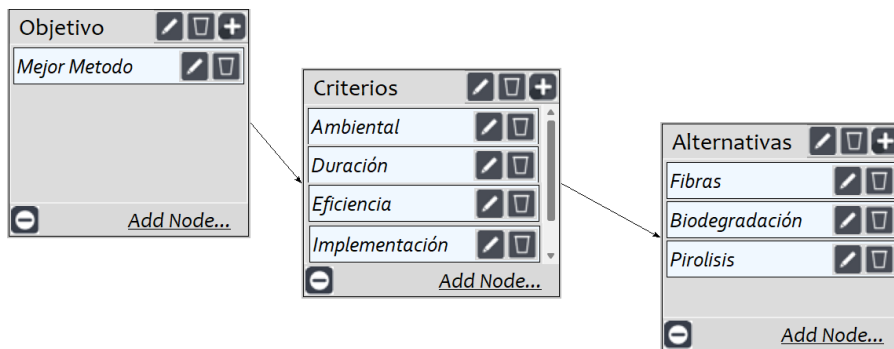 Objetivo
Mejor Metodo
Add Node...
Criterios
Ambiental
Duración
Eficiencia
Implementación
Add Node...
Alternativas
Fibras
Biodegradación
Pirolisis
Add Node...